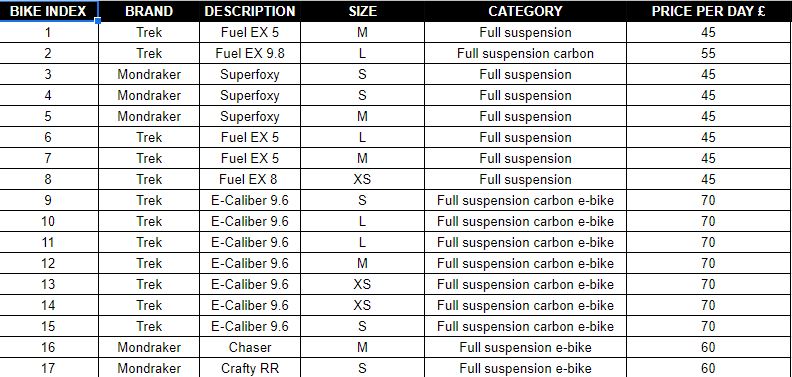 BIKE INDEX BRAND DESCRIPTION SIZE CATEGORY PRICE PER DAY £
1 Trek Fuel EX 5 M Full suspension 45
2 Trek Fuel EX 9.8 L Full suspension carbon 55
3 Mondraker Superfoxy S Full suspension 45
4 Mondraker Superfoxy S Full suspension 45
5 Mondraker Superfoxy M Full suspension 45
6 Trek Fuel EX 5 L Full suspension 45
7 Trek Fuel EX 5 M Full suspension 45
8 Trek Fuel EX 8 XS Full suspension 45
9 Trek E-Caliber 9.6 S Full suspension carbon e-bike 70
10 Trek E-Caliber 9.6 L Full suspension carbon e-bike 70
11 Trek E-Caliber 9.6 L Full suspension carbon e-bike 70
12 Trek E-Caliber 9.6 M Full suspension carbon e-bike 70
13 Trek E-Caliber 9.6 XS Full suspension carbon e-bike 70
14 Trek E-Caliber 9.6 XS Full suspension carbon e-bike 70
15 Trek E-Caliber 9.6 S Full suspension carbon e-bike 70
16 Mondraker Chaser M Full suspension e-bike 60
17 Mondraker Crafty RR S Full suspension e-bike 60